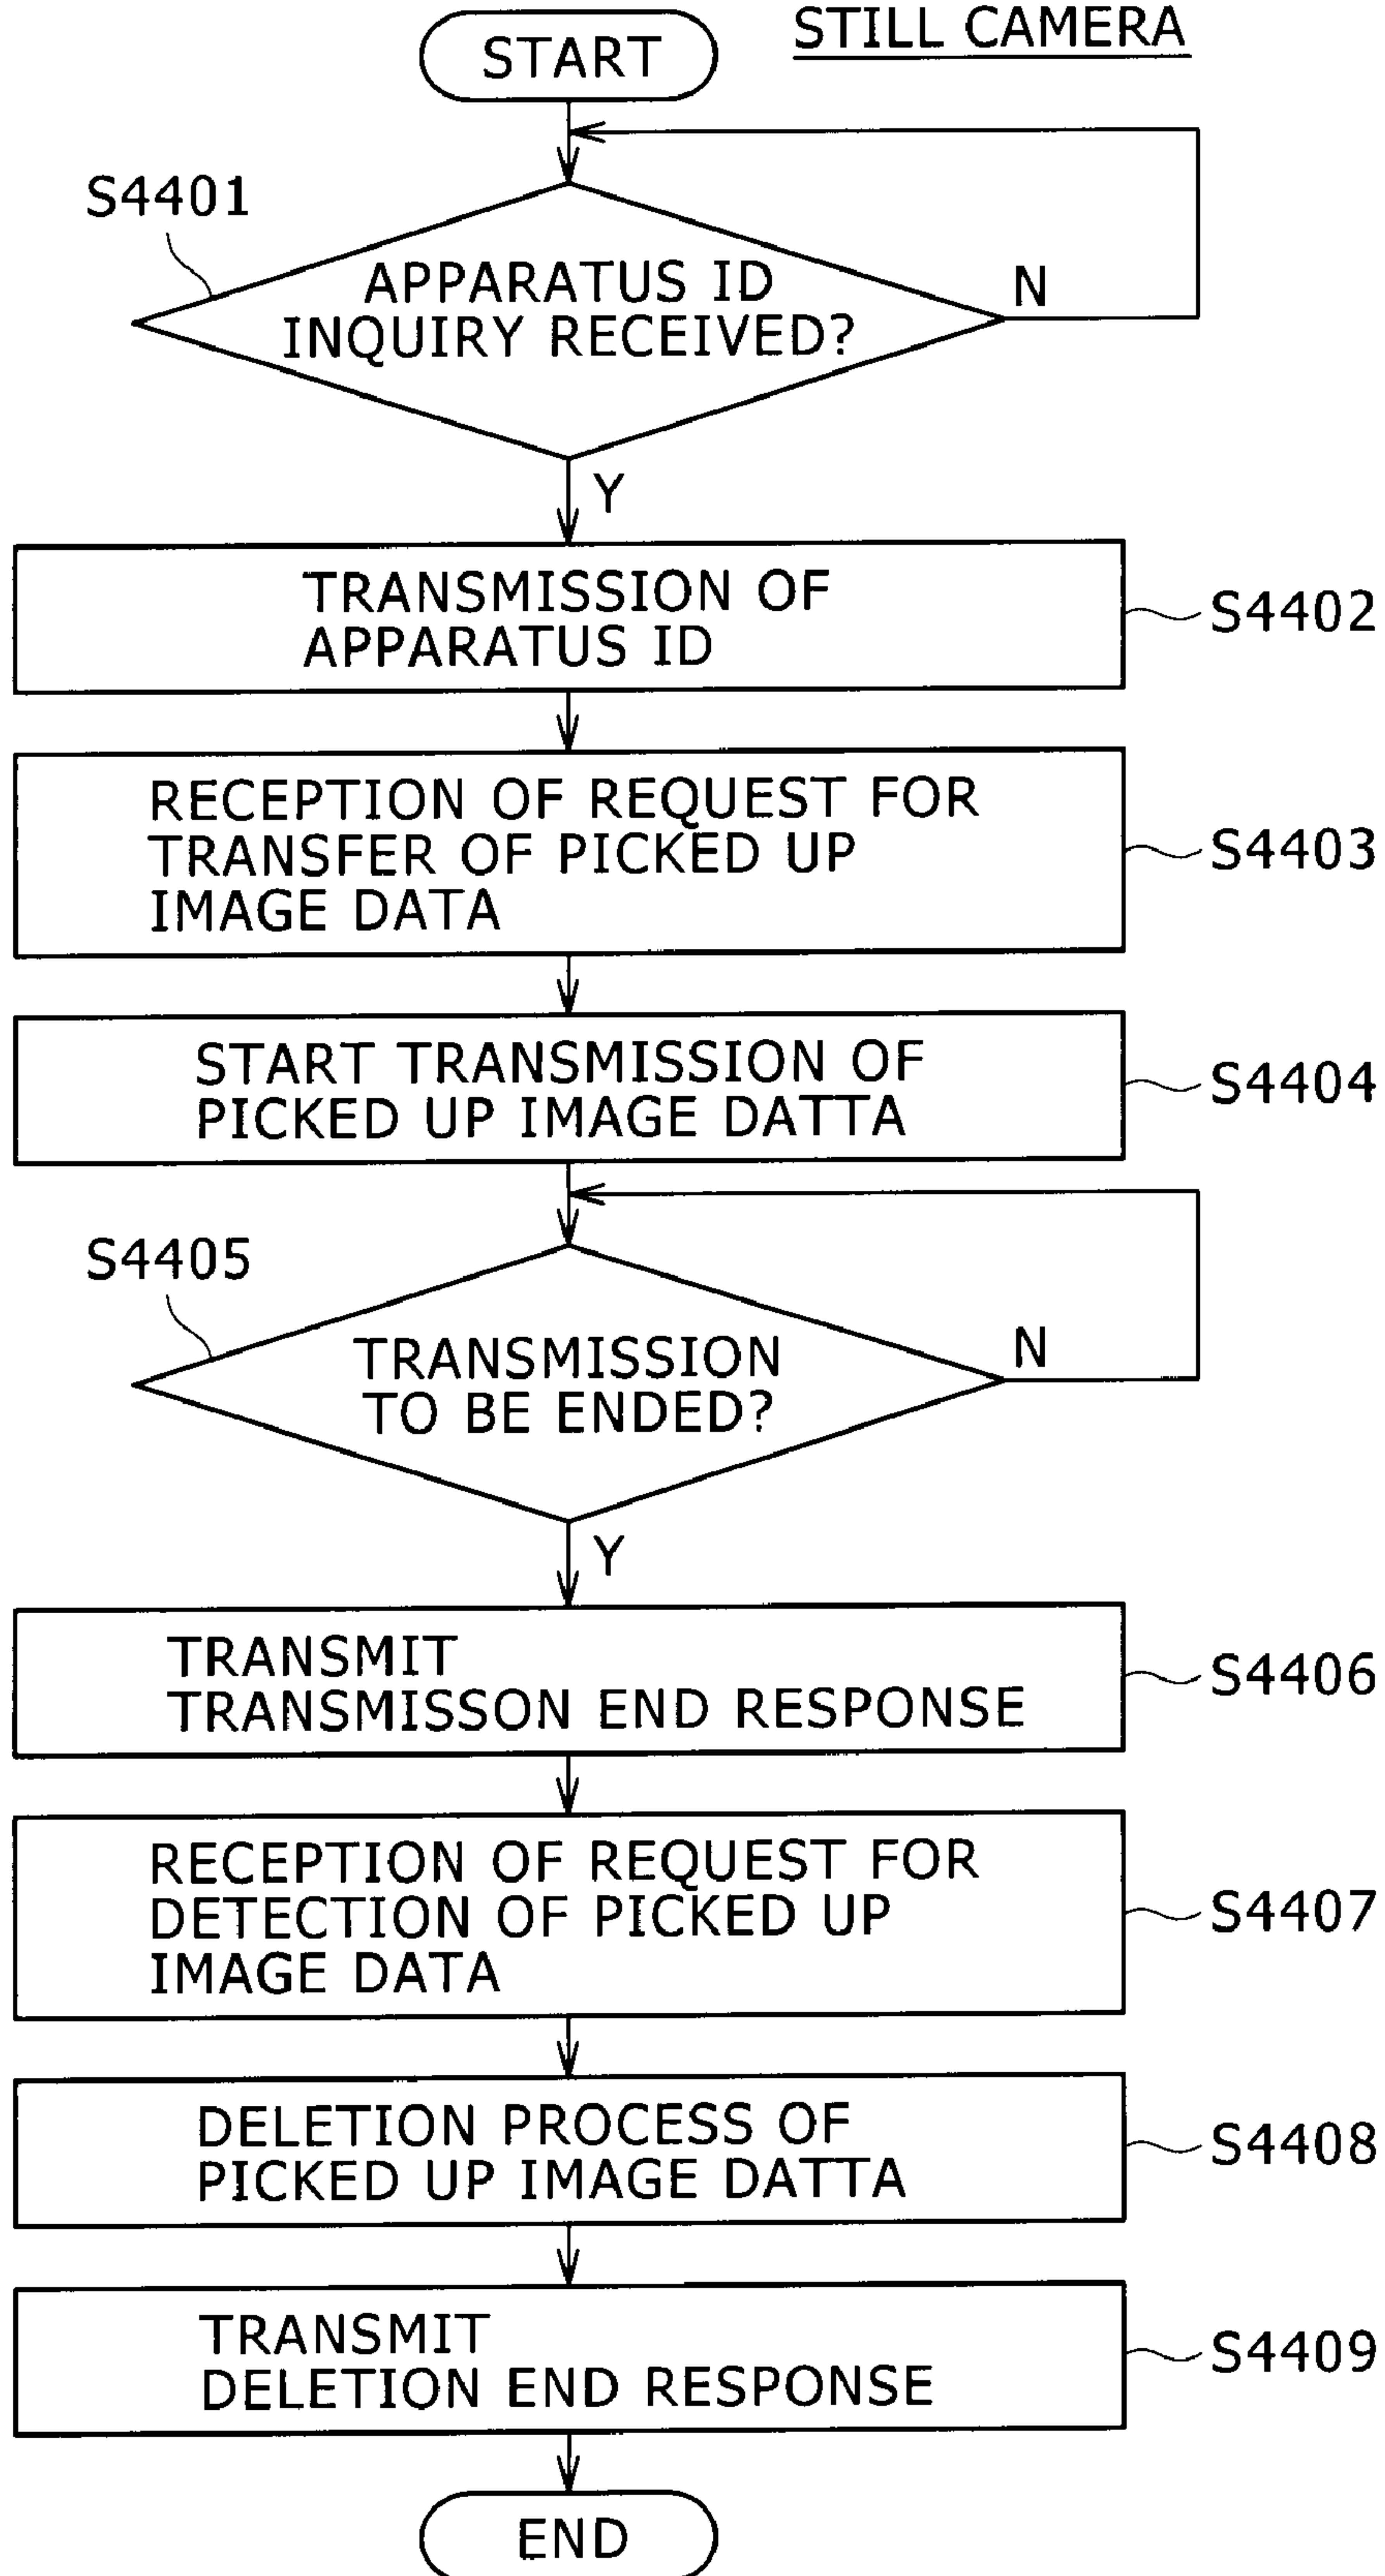 START
STILL CAMERA
S4401
APPARATUS ID
INQUIRY RECEIVED?
N
Y
TRANSMISSION OF
APPARATUS ID
S4402
RECEPTION OF REQUEST FOR
TRANSFER OF PICKED UP
IMAGE DATA
S4403
START TRANSMISSION OF
PICKED UP IMAGE DATTA
S4404
S4405
TRANSMISSION
TO BE ENDED?
N
Y
TRANSMIT
TRANSMISSON END RESPONSE
S4406
RECEPTION OF REQUEST FOR
DETECTION OF PICKED UP
IMAGE DATA
S4407
DELETION PROCESS OF
PICKED UP IMAGE DATTA
S4408
TRANSMIT
DELETION END RESPONSE
S4409
END